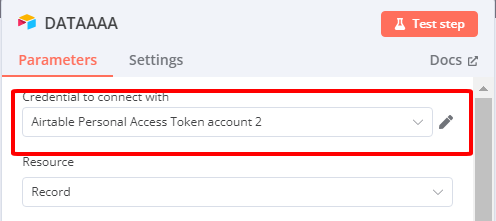 DATAAAA
Test step
Parameters
Settings
Docs
Credential to connect with
Airtable Personal Access Token account 2
Resource
Record